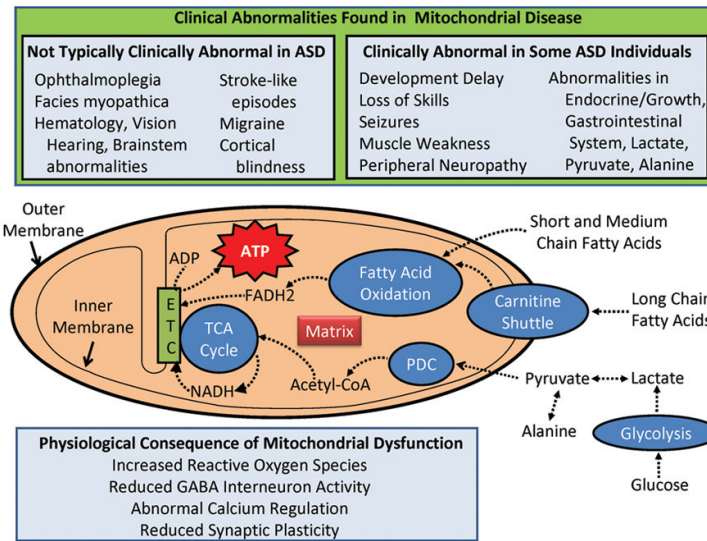 Clinical Abnormalities Found in Mitochondrial Disease
Not Typically Clinically Abnormal in ASD
Ophthalmoplegia
Facies myopathica
Hematology, Vision
Hearing, Brainstem
abnormalities
Stroke-like
episodes
Migraine
Cortical
blindness
Clinically Abnormal in Some ASD Individuals
Development Delay
Loss of Skills
Seizures
Muscle Weakness
Peripheral Neuropathy
Abnormalities in
Endocrine/Growth,
Gastrointestinal
System, Lactate,
Pyruvate, Alanine
Outer
Membrane
Inner
Membrane
ADP
ATP
ETC
FADH2
TCA
Cycle
NADH
Matrix
Acetyl-CoA
Fatty Acid
Oxidation
PDC
Carnitine
Shuttle
Short and Medium
Chain Fatty Acids
Long Chain
Fatty Acids
Pyruvate
Lactate
Alanine
Glycolysis
Glucose
Physiological Consequence of Mitochondrial Dysfunction
Increased Reactive Oxygen Species
Reduced GABA Interneuron Activity
Abnormal Calcium Regulation
Reduced Synaptic Plasticity